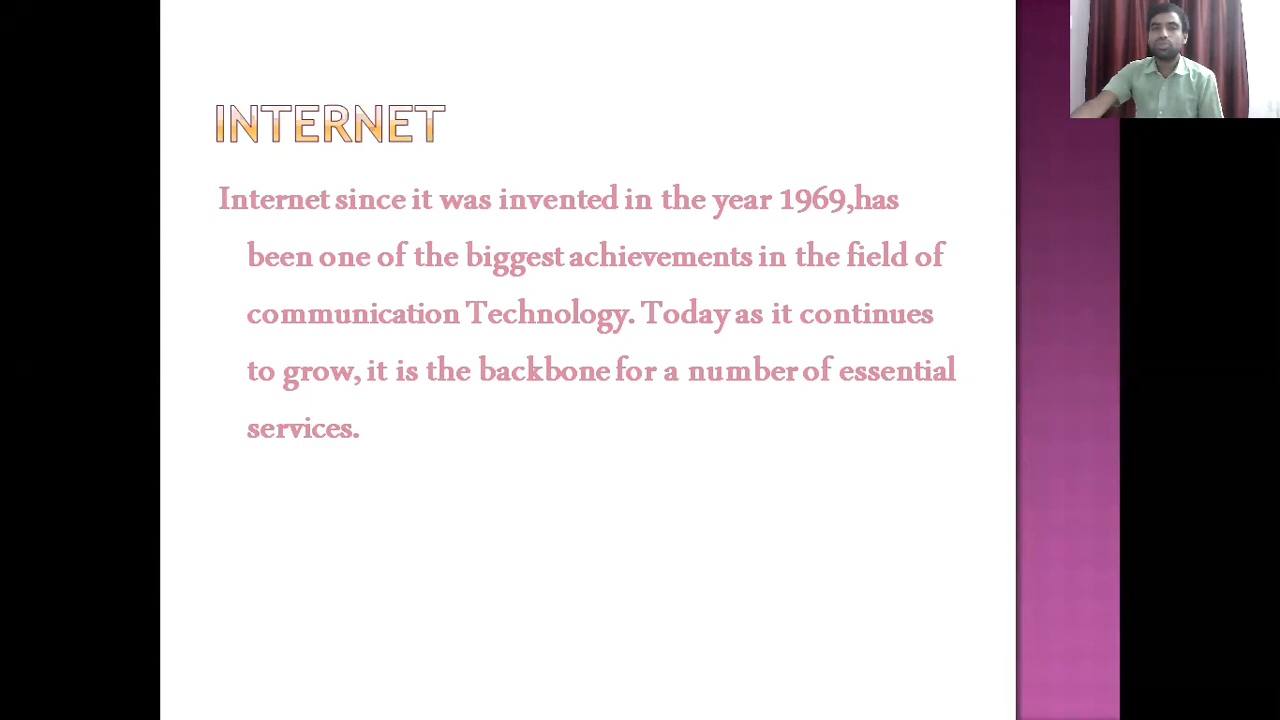 INTERNET
Internet since it was invented in the year 1969,has
been one of the biggest achievements in the field of
communication Technology. Today as it continues
to grow, it is the backbone for a number of essential
services.